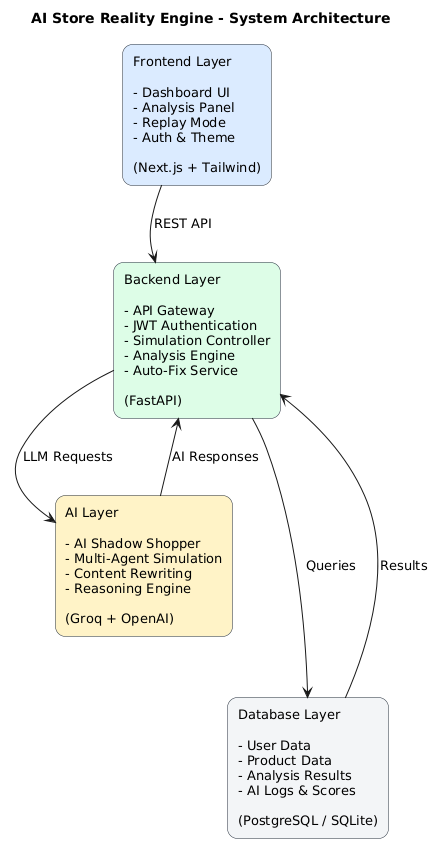 AI Store Reality Engine - System Architecture
Frontend Layer
- Dashboard UI
- Analysis Panel
- Replay Mode
- Auth & Theme
(Next.js + Tailwind)
REST API
Backend Layer
- API Gateway
- JWT Authentication
- Simulation Controller
- Analysis Engine
- Auto-Fix Service
(FastAPI)
LLM Requests
AI Responses
AI Layer
- AI Shadow Shopper
- Multi-Agent Simulation
- Content Rewriting
- Reasoning Engine
(Groq + OpenAI)
Queries
Results
Database Layer
- User Data
- Product Data
- Analysis Results
- AI Logs & Scores
(PostgreSQL / SQLite)